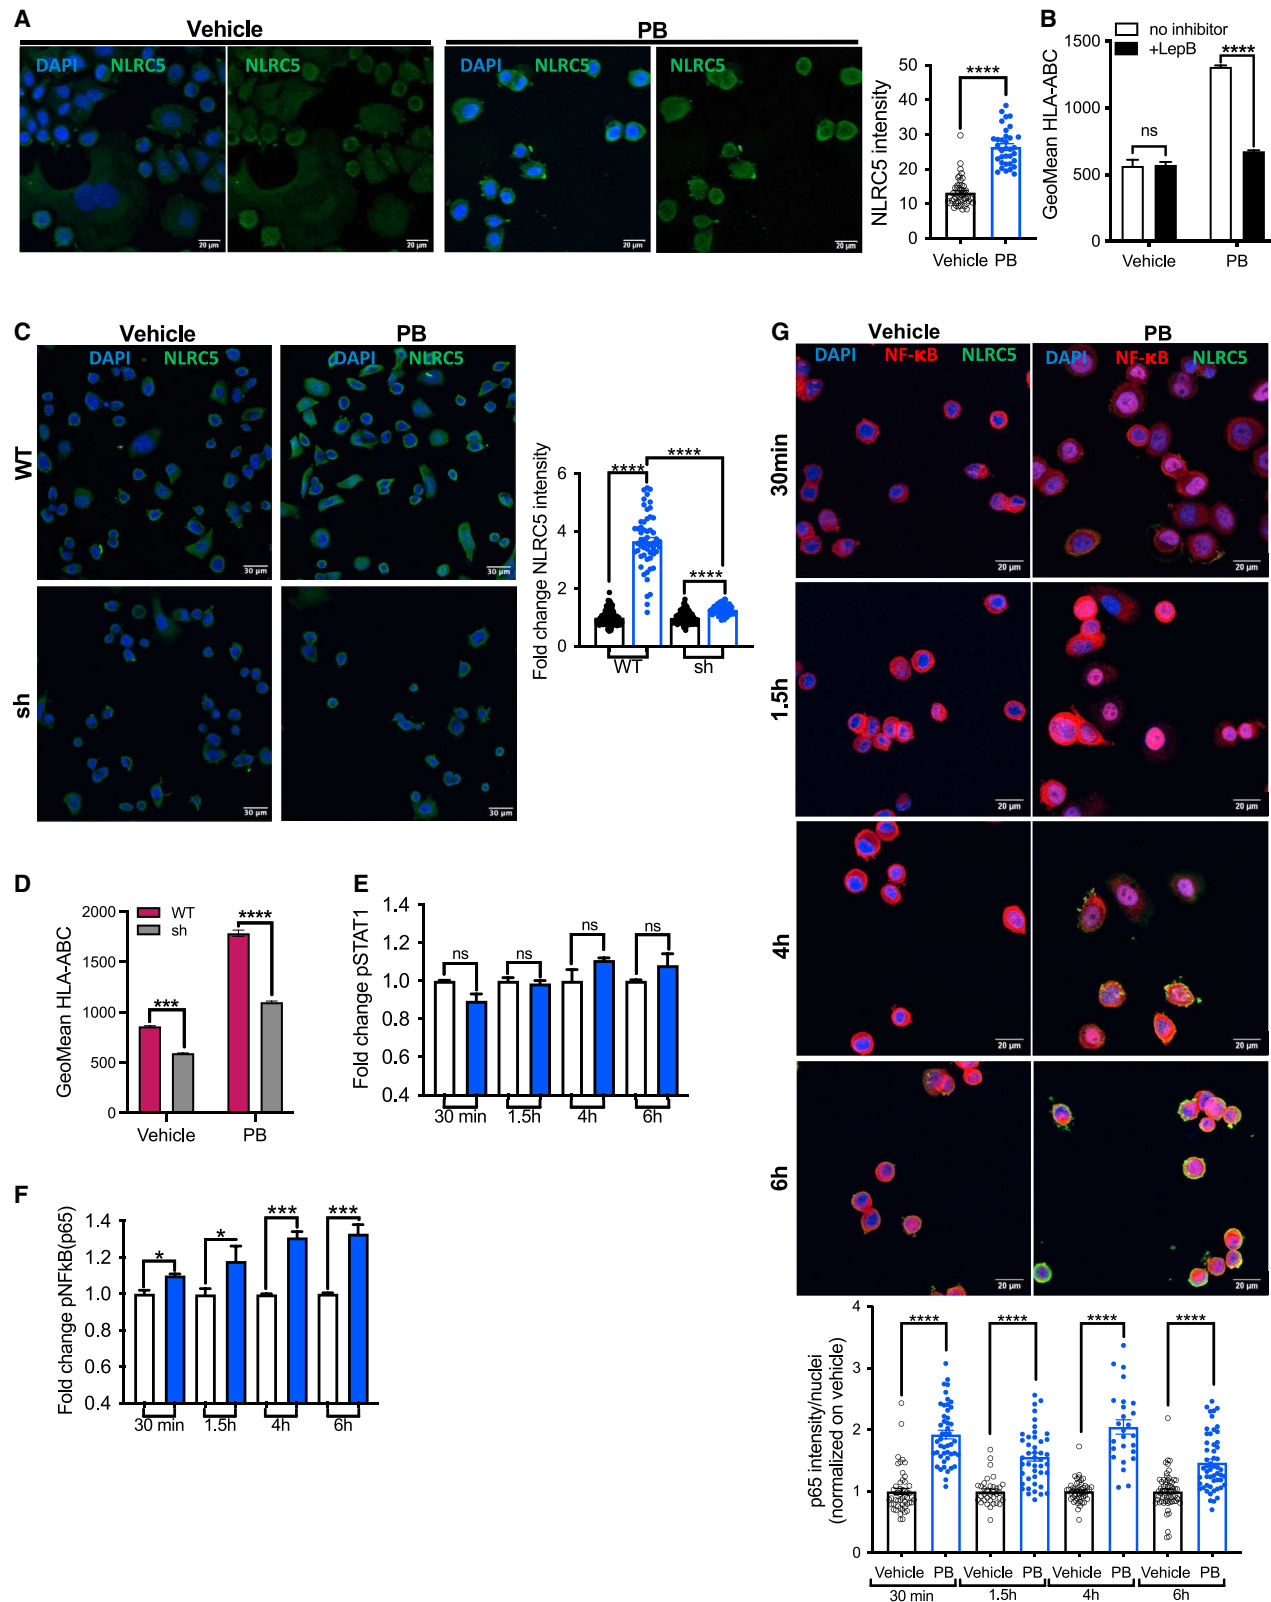 A
Vehicle
PB
DAPI NLRC5
NLRC5
DAPI NLRC5
NLRC5
20 µm
20 µm
20 µm
20 µm
NLRC5 intensity
50
40
30
20
10
0
****
Vehicle PB
B
no inhibitor
+LepB
GeoMean HLA-ABC
1500
1000
500
0
ns
****
Vehicle
PB
C
Vehicle
PB
DAPI NLRC5
DAPI NLRC5
WT
30 µm
30 µm
sh
30 µm
30 µm
Fold change NLRC5 intensity
6
4
2
0
****
****
****
WT
sh
D
GeoMean HLA-ABC
2000
1500
1000
500
0
WT
sh
***
****
Vehicle
PB
E
Fold change pSTAT1
1.4
1.2
1.0
0.8
0.6
0.4
ns
ns
ns
ns
30 min
1.5h
4h
6h
F
Fold change pNFkB(p65)
1.4
1.2
1.0
0.8
0.6
0.4
*
*
***
***
30 min
1.5h
4h
6h
G
Vehicle
PB
DAPI NF-κB NLRC5
DAPI NF-κB NLRC5
30min
20 µm
20 µm
1.5h
20 µm
20 µm
4h
20 µm
20 µm
6h
20 µm
20 µm
p65 intensity/nuclei
(normalized on vehicle)
4
3
2
1
0
****
****
****
****
Vehicle PB Vehicle PB Vehicle PB Vehicle PB
30 min
1.5h
4h
6h